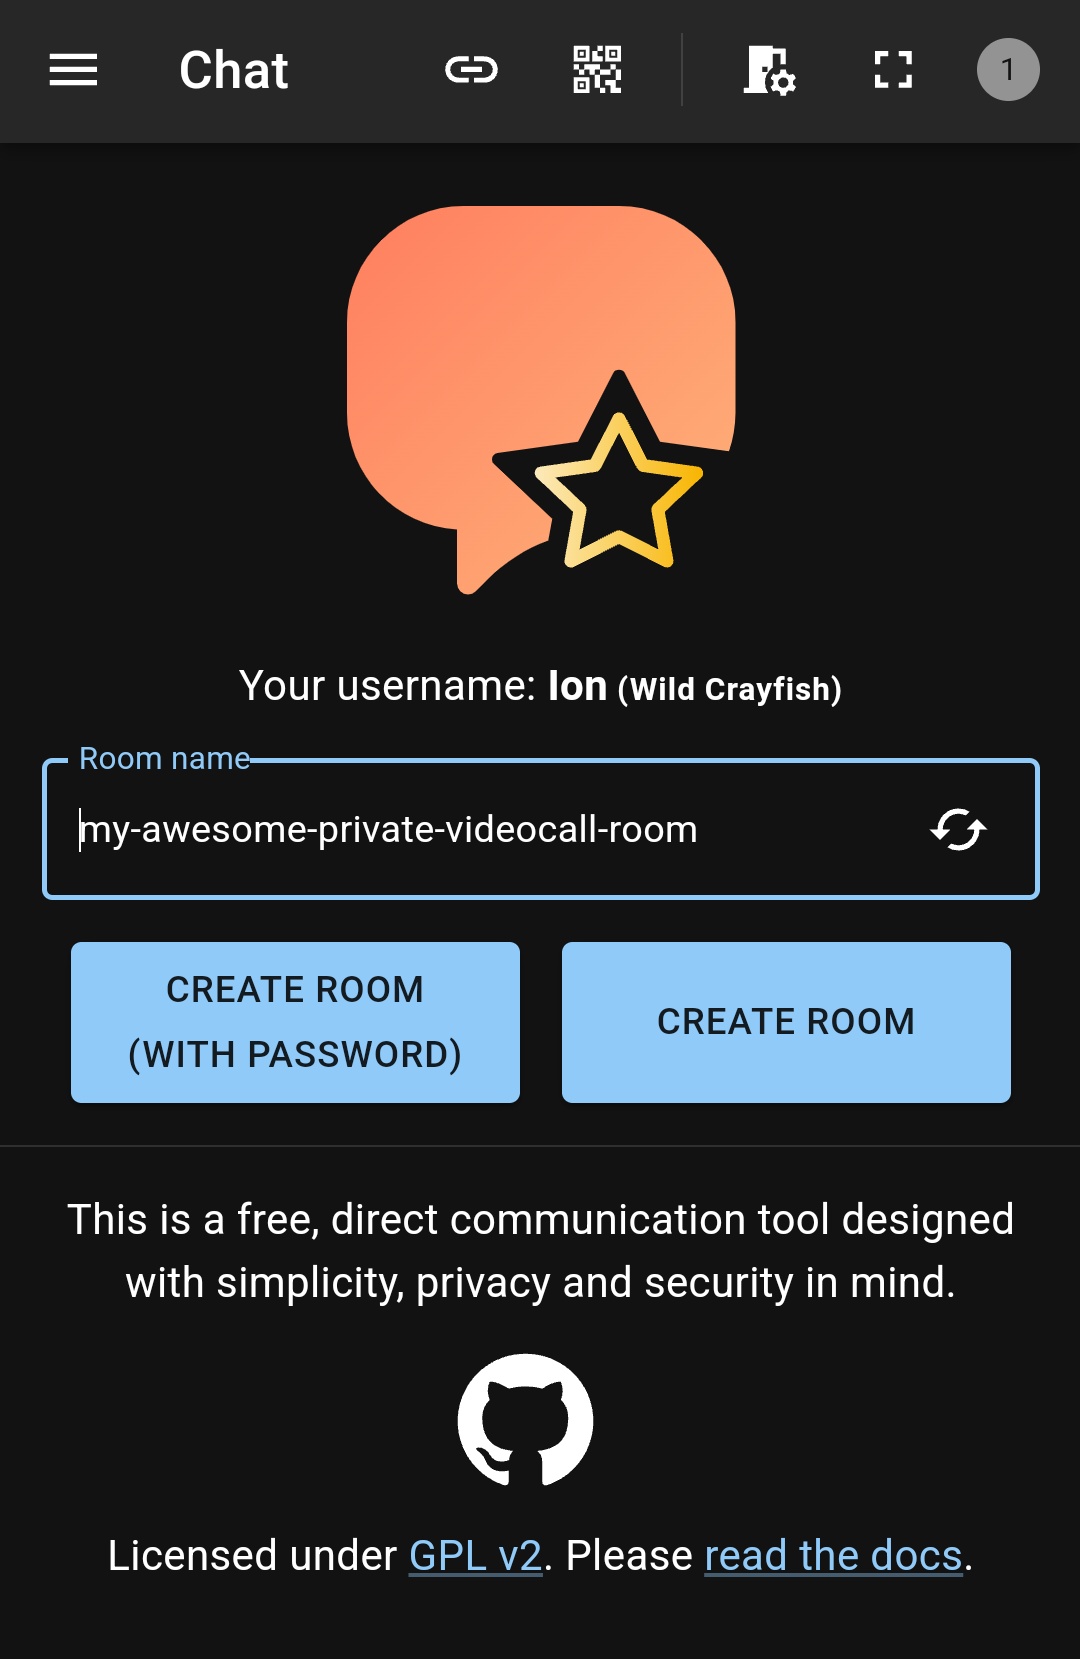 Chat
1
Your username: Ion (Wild Crayfish)
Room name
my-awesome-private-videocall-room
CREATE ROOM
(WITH PASSWORD)
CREATE ROOM
This is a free, direct communication tool designed
with simplicity, privacy and security in mind.
Licensed under GPL v2. Please read the docs.